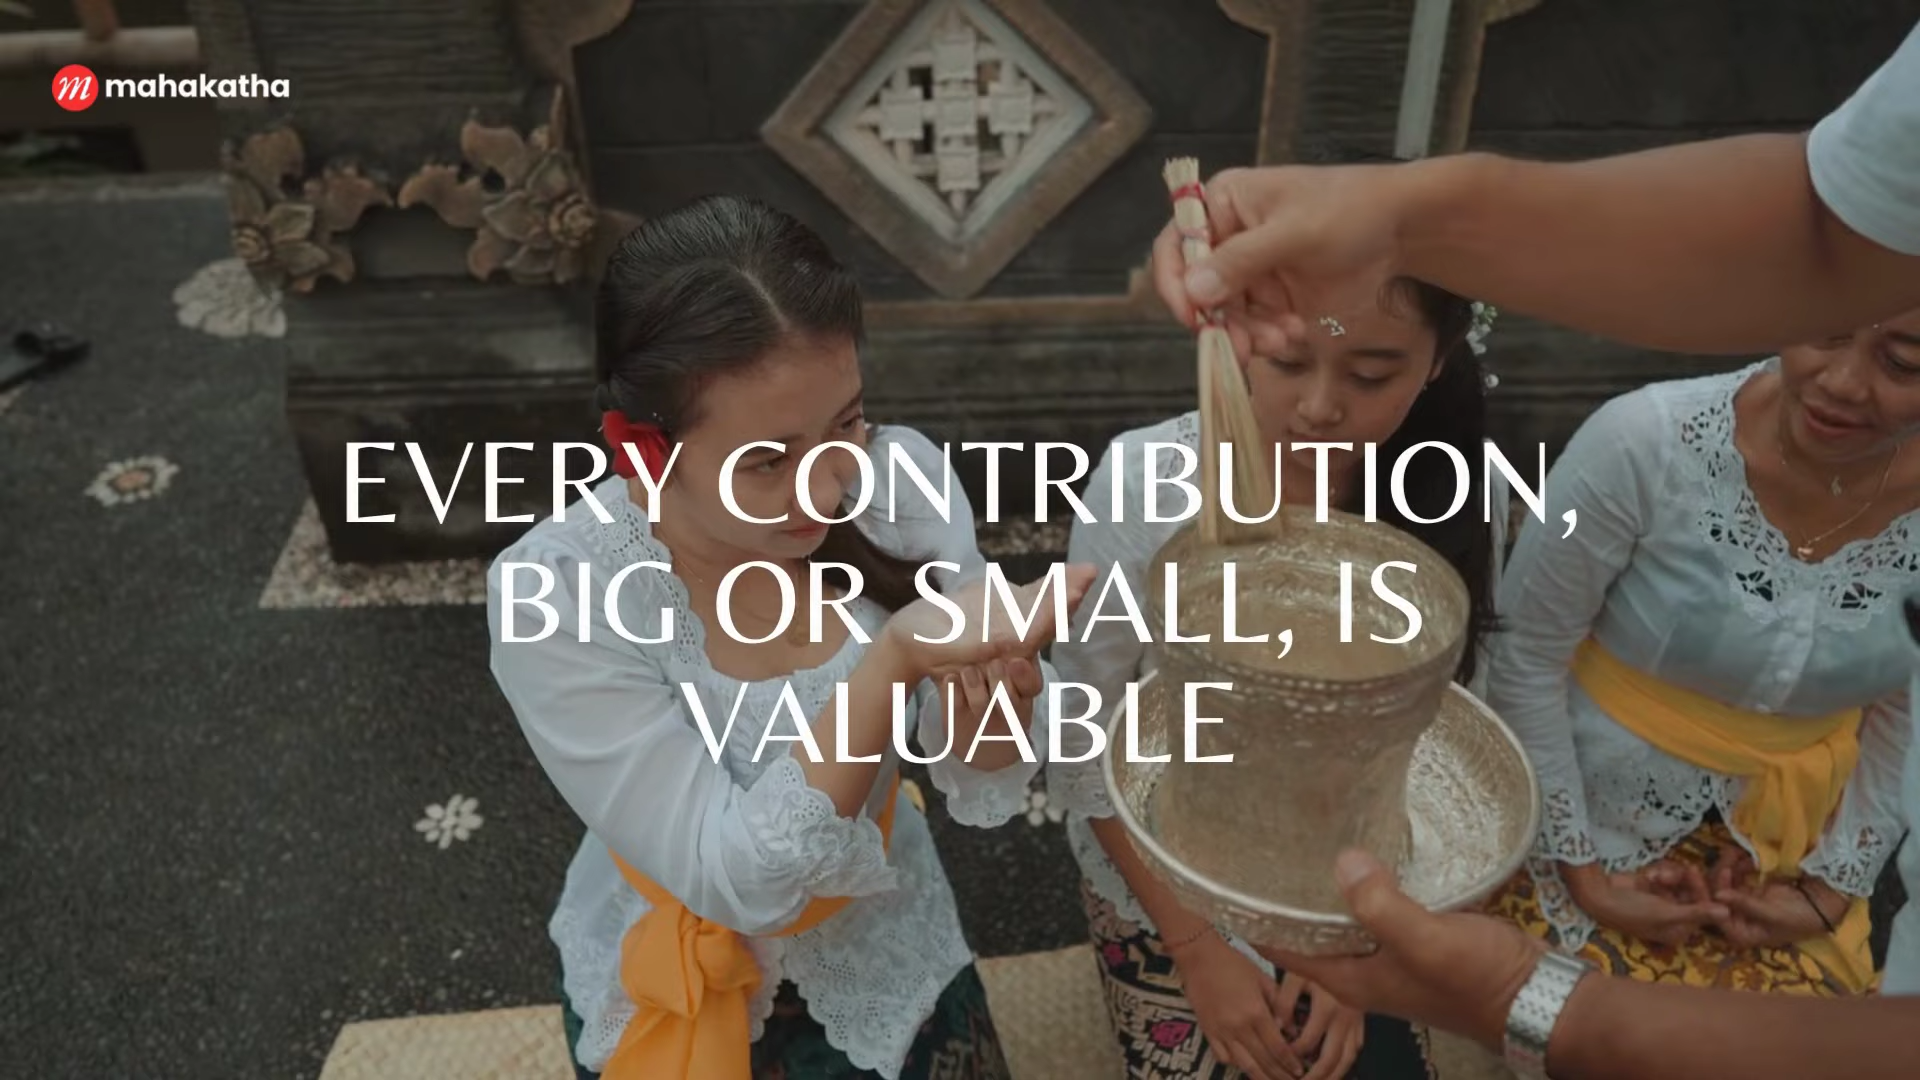 mahakatha
EVERY CONTRIBUTION,
BIG OR SMALL, IS
VALUABLE